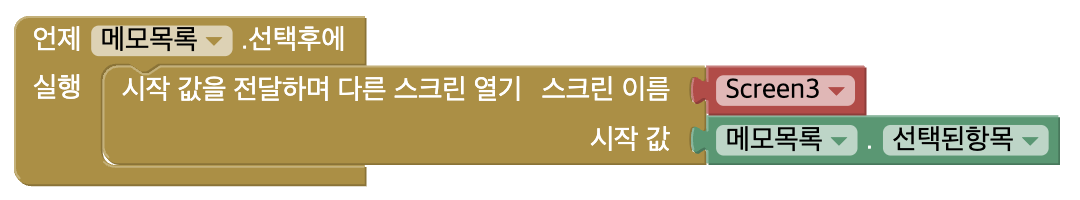 언제 메모목록 .선택후에
실행 시작 값을 전달하며 다른 스크린 열기 스크린 이름 Screen3
시작 값 메모목록 . 선택된항목